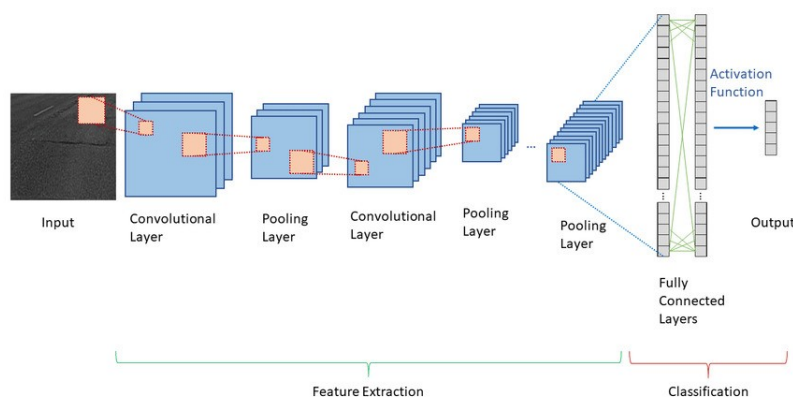 Activation
Function
Input
Convolutional
Layer
Pooling
Layer
Convolutional
Layer
Pooling
Layer
...
Pooling
Layer
Output
Fully
Connected
Layers
Feature Extraction
Classification